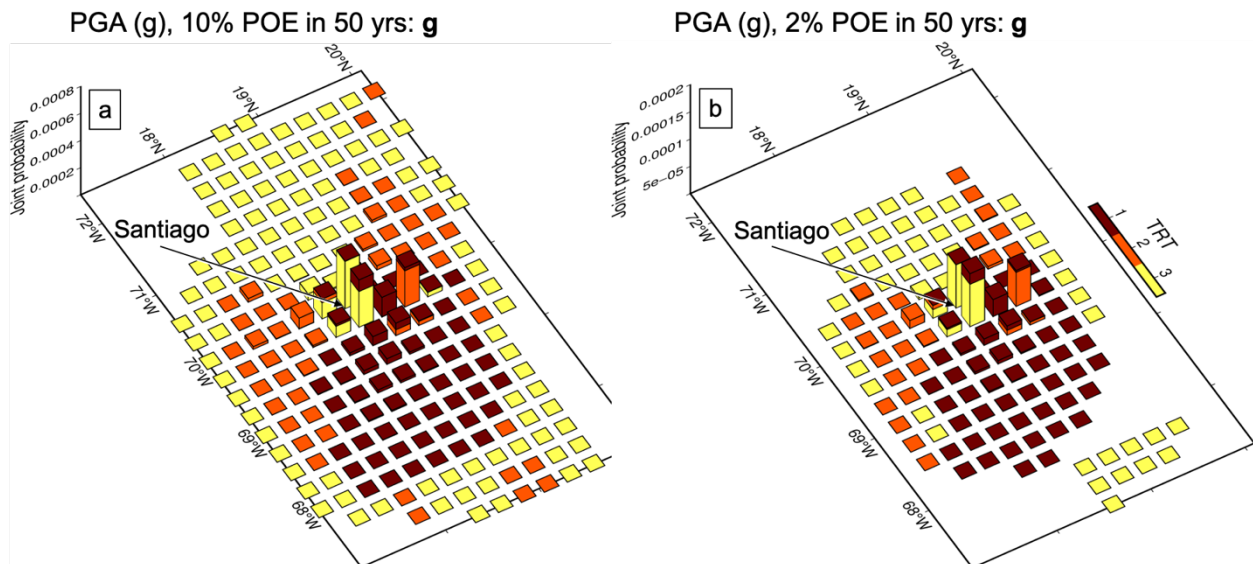 PGA (g), 10% POE in 50 yrs: g
a
Joint probability
0.0008
0.0006
0.0004
0.0002
18°N
19°N
20°N
Santiago
72°W
71°W
70°W
69°W
68°W
PGA (g), 2% POE in 50 yrs: g
b
Joint probability
0.0002
0.00015
0.0001
5e-05
18°N
19°N
20°N
Santiago
72°W
71°W
70°W
69°W
68°W
TRT
1
2
3